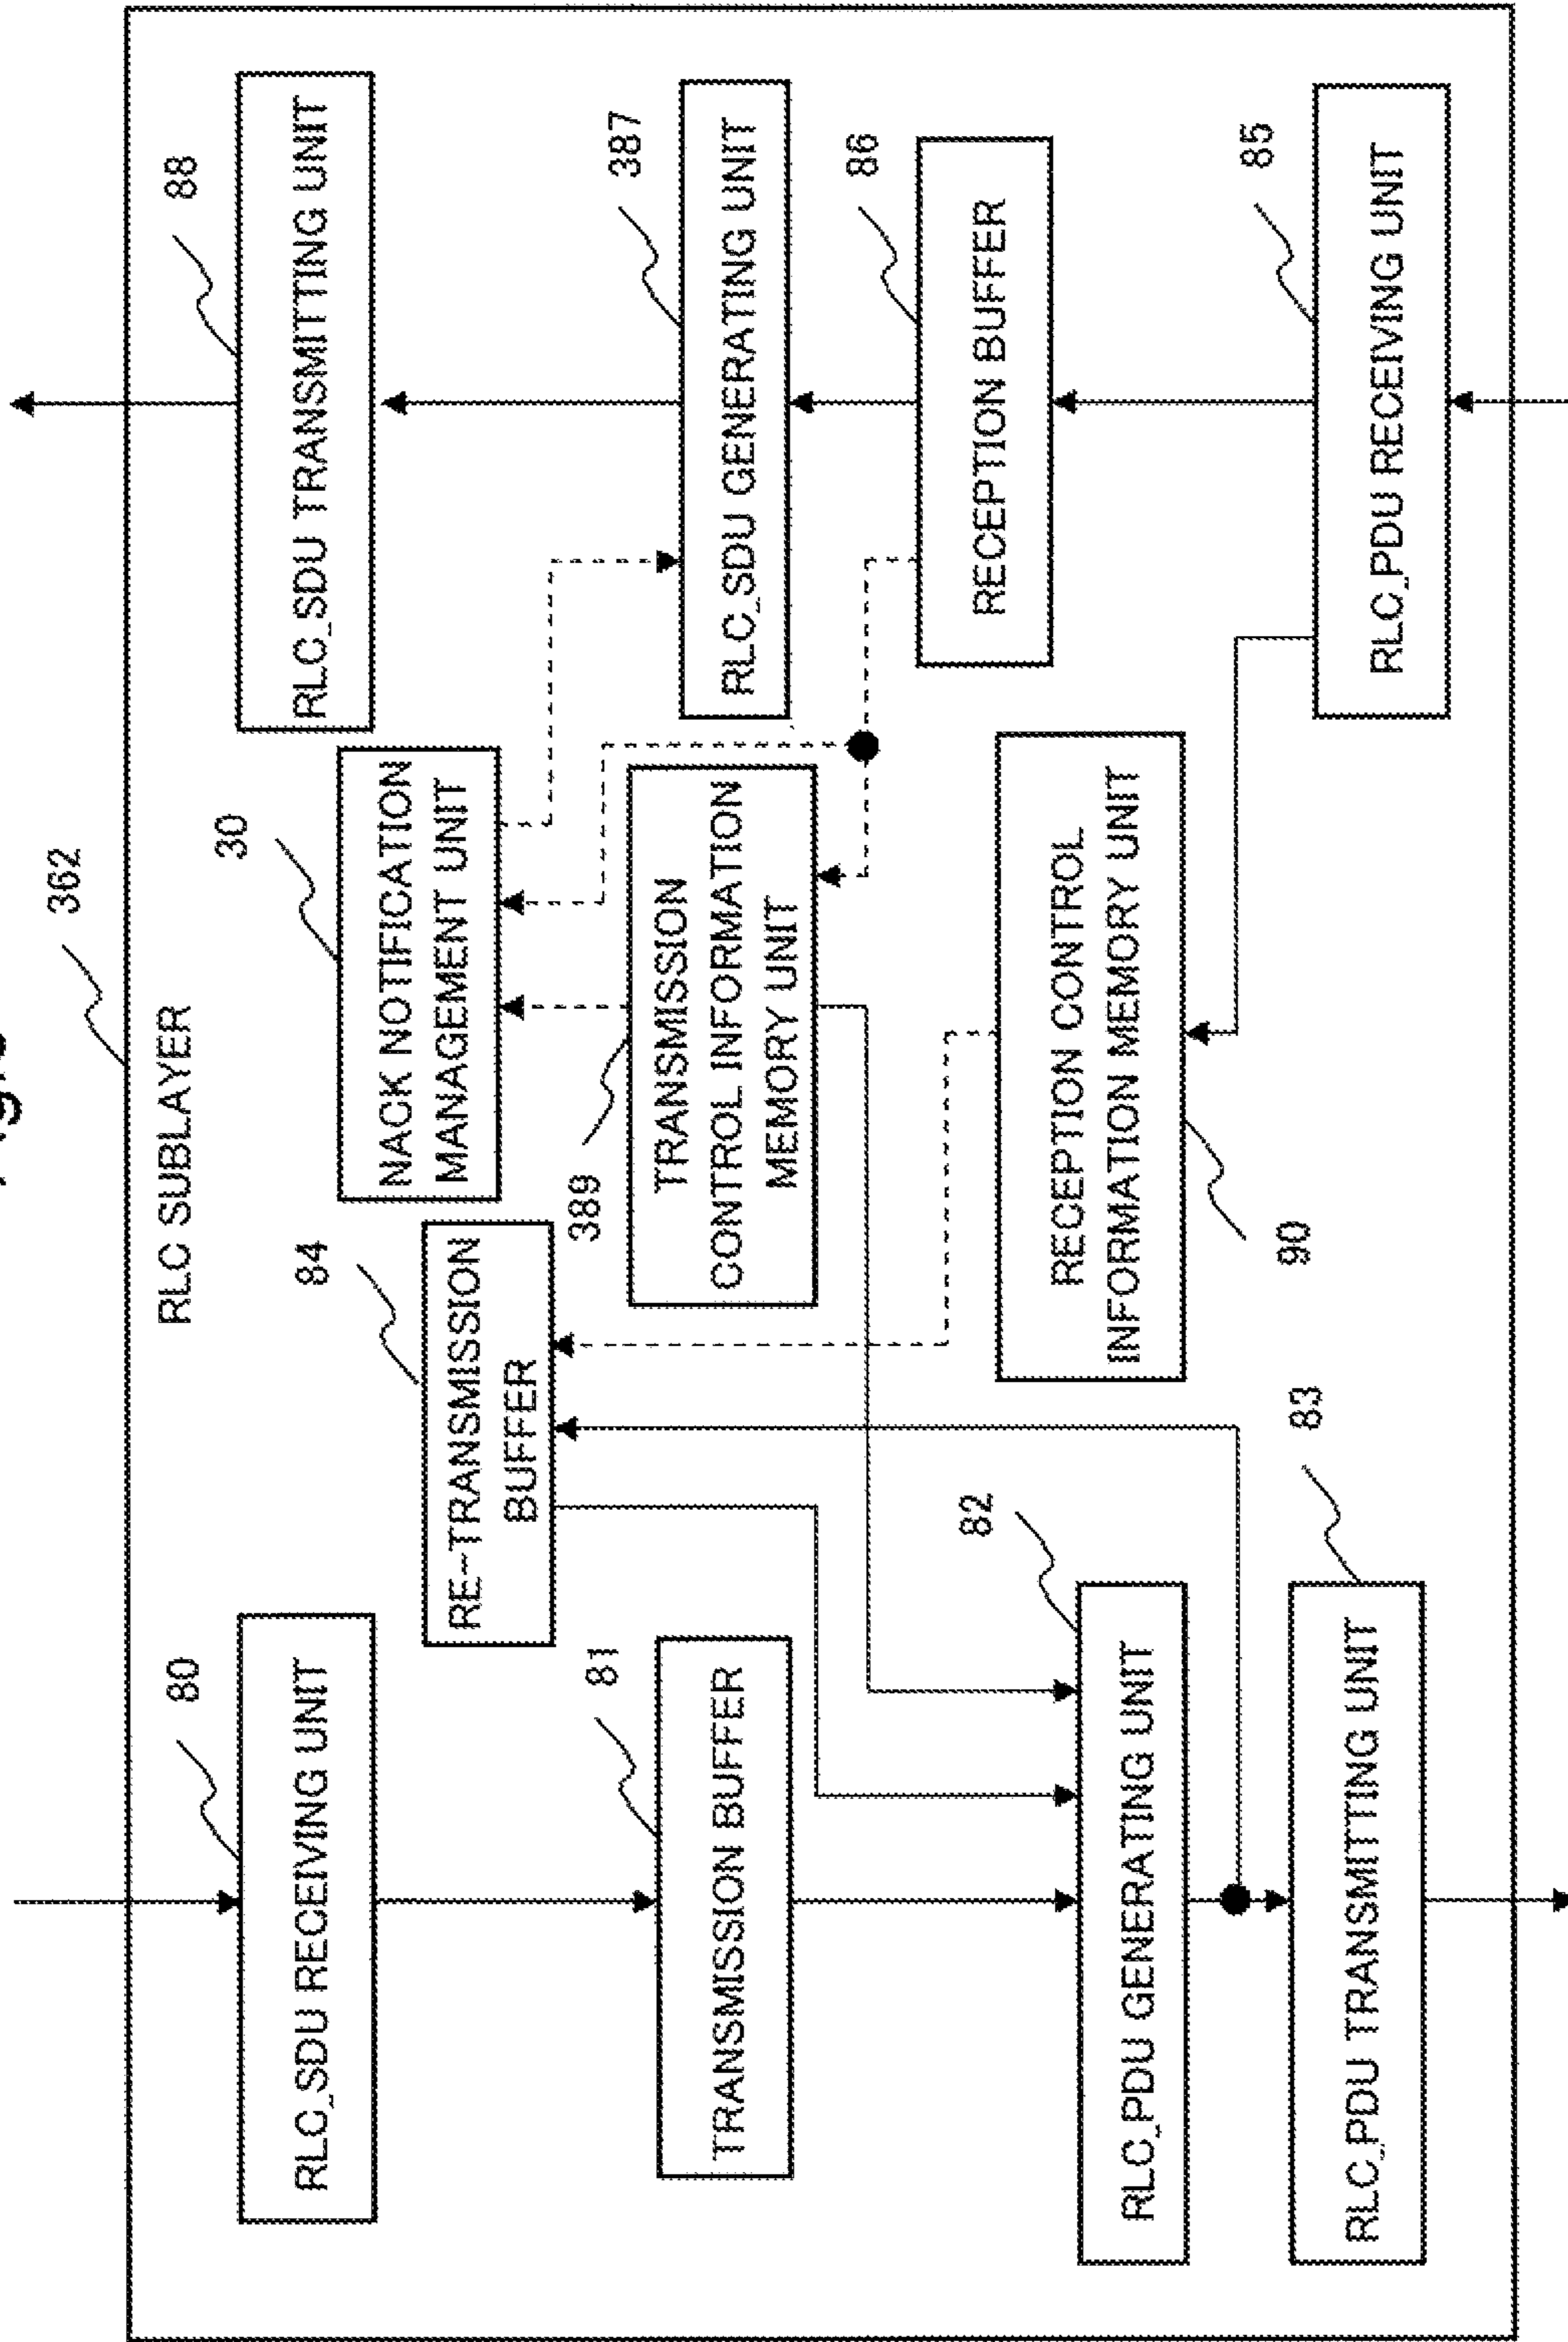 362
RLC SUBLAYER
80
RLC_SDU RECEIVING UNIT
81
TRANSMISSION BUFFER
82
RLC_PDU GENERATING UNIT
83
RLC_PDU TRANSMITTING UNIT
84
RE-TRANSMISSION
BUFFER
30
NACK NOTIFICATION
MANAGEMENT UNIT
389
TRANSMISSION
CONTROL INFORMATION
MEMORY UNIT
RECEPTION CONTROL
INFORMATION MEMORY UNIT
90
88
RLC_SDU TRANSMITTING UNIT
387
RLC_SDU GENERATING UNIT
86
RECEPTION BUFFER
85
RLC_PDU RECEIVING UNIT